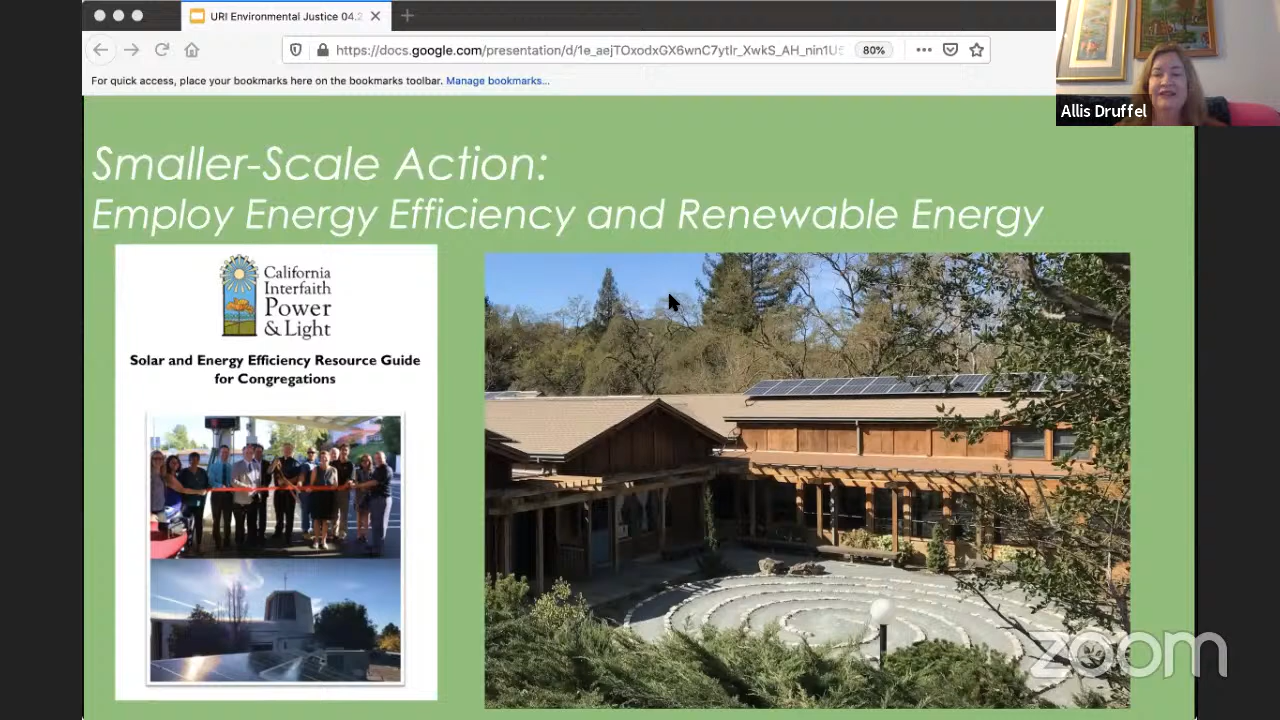 URI Environmental Justice 04.2
https://docs.google.com/presentation/d/1e_aejTOxodxGX6wnC7ytIr_XwkS_AH_nin1U5
80%
For quick access, place your bookmarks here on the bookmarks toolbar. Manage bookmarks...
Allis Druffel
Smaller-Scale Action:
Employ Energy Efficiency and Renewable Energy
California
Interfaith
Power
& Light
Solar and Energy Efficiency Resource Guide
for Congregations
zoom